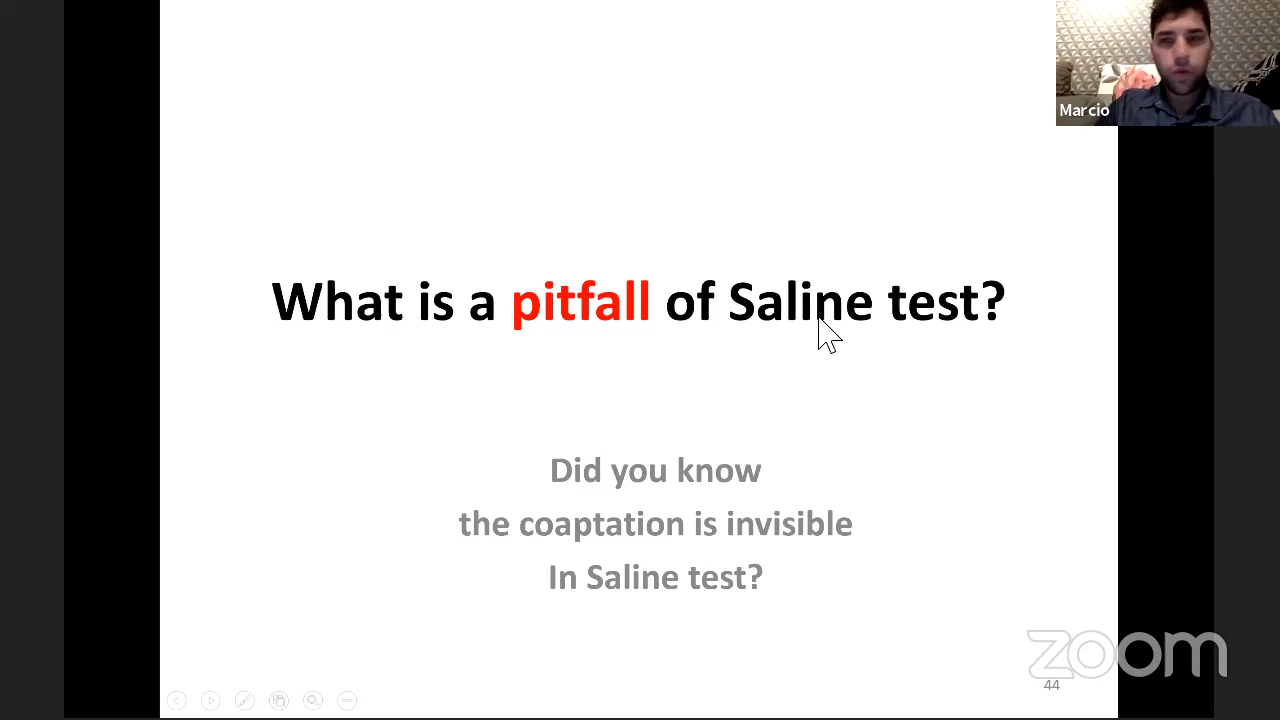 Marcio
What is a pitfall of Saline test?
Did you know
the coaptation is invisible
In Saline test?
zoom
44